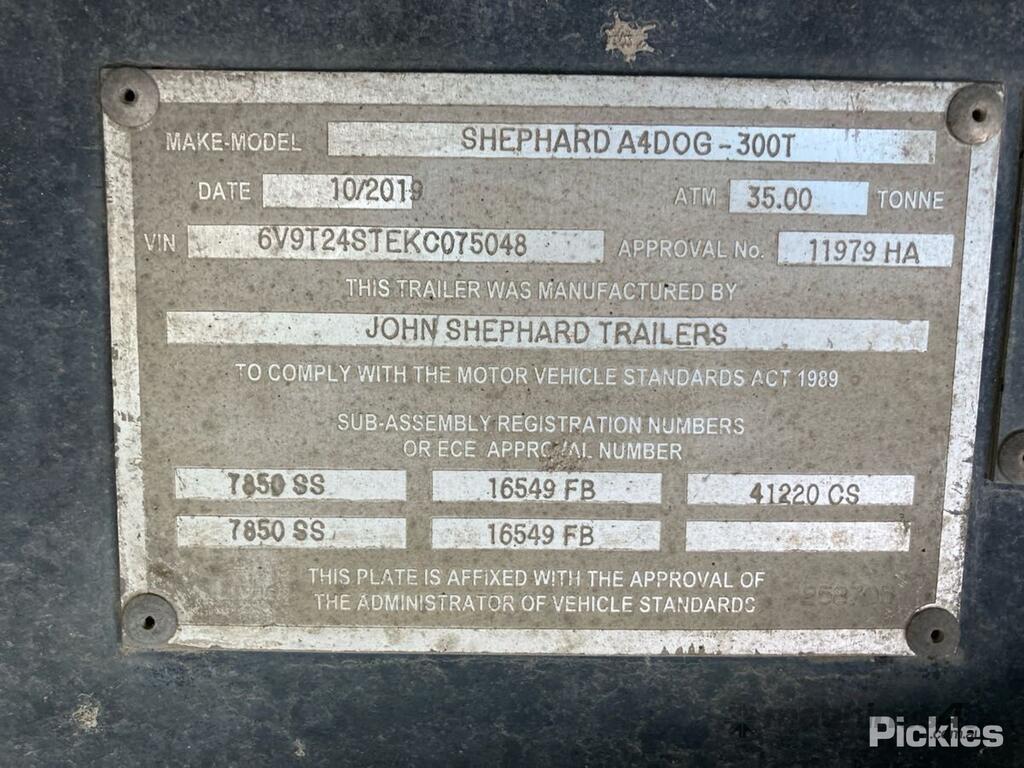 MAKE-MODEL SHEPHARD A4DOG-300T
DATE 10/2019 ATM 35.00 TONNE
VIN 6V9T24STEKC075048 APPROVAL No. 11979 HA
THIS TRAILER WAS MANUFACTURED BY
JOHN SHEPHARD TRAILERS
TO COMPLY WITH THE MOTOR VEHICLE STANDARDS ACT 1989
SUB-ASSEMBLY REGISTRATION NUMBERS
OR ECE APPROVAL NUMBER
7850 SS 16549 FB 41220 CS
7850 SS 16549 FB
THIS PLATE IS AFFIXED WITH THE APPROVAL OF
THE ADMINISTRATOR OF VEHICLE STANDARDS
Pickles